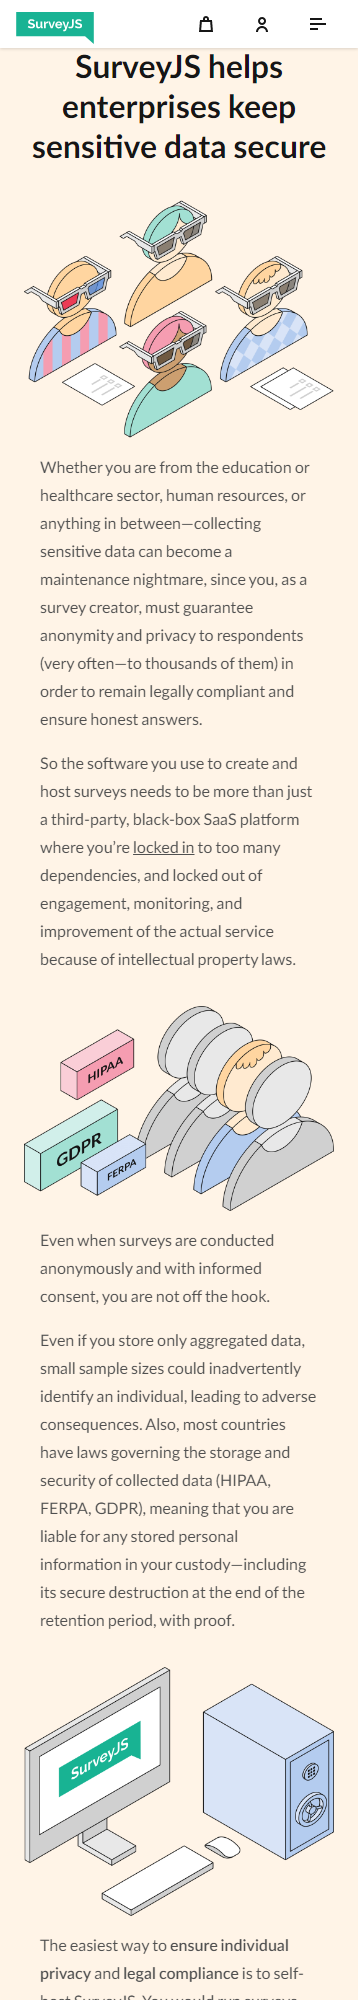 SurveyJS
SurveyJS helps
enterprises keep
sensitive data secure
Whether you are from the education or
healthcare sector, human resources, or
anything in between—collecting
sensitive data can become a
maintenance nightmare, since you, as a
survey creator, must guarantee
anonymity and privacy to respondents
(very often—to thousands of them) in
order to remain legally compliant and
ensure honest answers.
So the software you use to create and
host surveys needs to be more than just
a third-party, black-box SaaS platform
where you’re locked in to too many
dependencies, and locked out of
engagement, monitoring, and
improvement of the actual service
because of intellectual property laws.
HIPAA
GDPR
FERPA
Even when surveys are conducted
anonymously and with informed
consent, you are not off the hook.
Even if you store only aggregated data,
small sample sizes could inadvertently
identify an individual, leading to adverse
consequences. Also, most countries
have laws governing the storage and
security of collected data (HIPAA,
FERPA, GDPR), meaning that you are
liable for any stored personal
information in your custody—including
its secure destruction at the end of the
retention period, with proof.
SurveyJS
The easiest way to ensure individual
privacy and legal compliance is to self-
host SurveyJS. You would run surveys